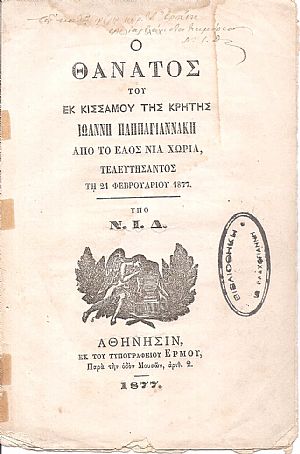 Ο
ΘΑΝΑΤΟΣ
ΤΟΥ
ΕΚ ΚΙΣΣΑΜΟΥ ΤΗΣ ΚΡΗΤΗΣ
ΙΩΑΝΝΗ ΠΑΠΠΑΓΙΑΝΝΑΚΗ
ΑΠΟ ΤΟ ΕΛΟΣ ΝΙΑ ΧΩΡΙΑ,
ΤΕΛΕΥΤΗΣΑΝΤΟΣ
ΤΗ 21 ΦΕΒΡΟΥΑΡΙΟΥ 1877.
ΥΠΟ
Ν. Ι. Δ.
ΒΙΒΛΙΟΘΗΚΗ
ΑΘΗΝΗΣΙΝ,
ΕΚ ΤΟΥ ΤΥΠΟΓΡΑΦΕΙΟΥ ΕΡΜΟΥ,
Παρὰ τὴν ὁδὸν Μουσῶν, ἀριθ. 2.
1877.